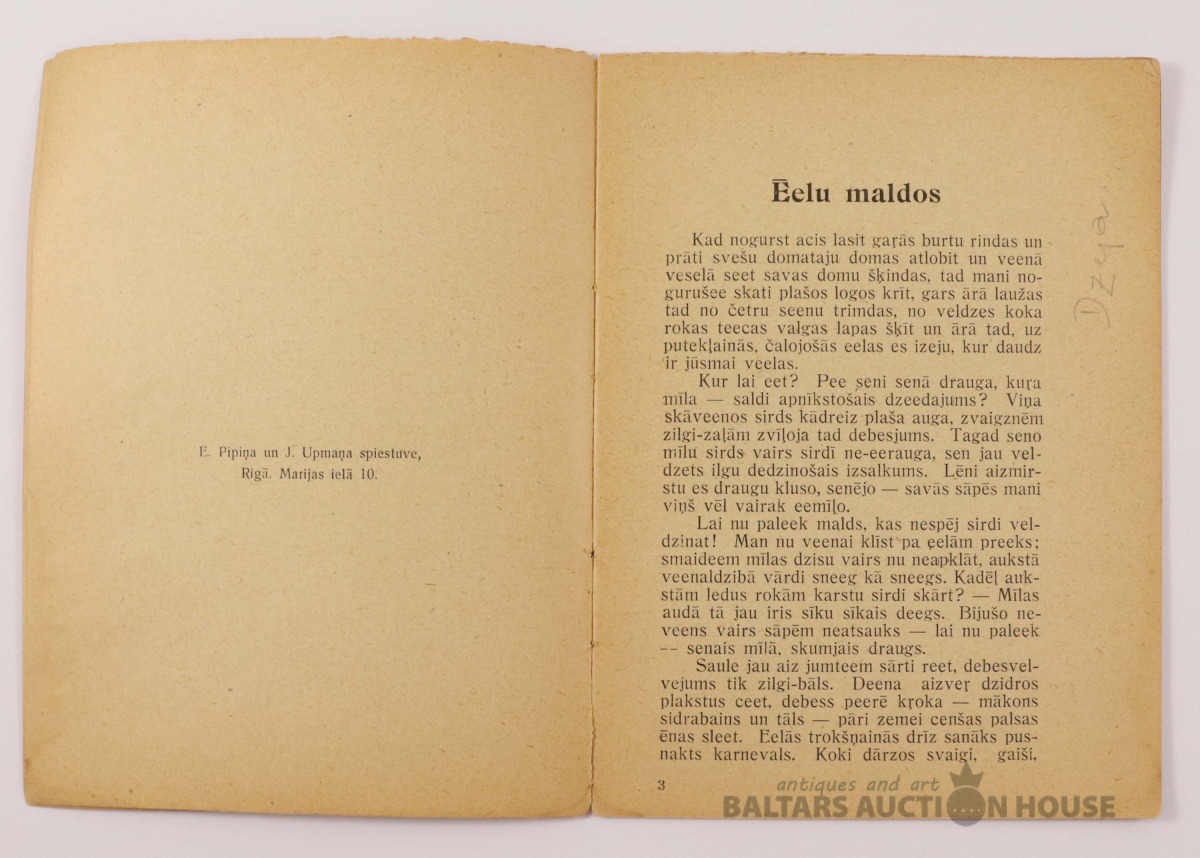 E. Pipiņa un J. Upmaņa spiestuve,
Rigā. Marijas ielā 10.
Ēelu maldos
Kad nogurst acis lasit gaŗās burtu rindas un
prāti svešu domataju domas atlobit un veenā
veselā seet savas domu šķindas, tad mani no-
gurušee skati plašos logos krīt, gars ārā laužas
tad no četru seenu trimdas, no veldzes koka
rokas teecas valgas lapas šķīt un ārā tad, uz
putekļainās, čalojošās eelas es izeju, kur daudz
ir jūsmai veelas.
Kur lai eet? Pee seni senā drauga, kuŗa
mīla — saldi apnīkstošais dzeedajums? Viņa
skāveenos sirds kādreiz plaša auga, zvaigznēm
zilgi-zaļām zvīļoja tad debesjums. Tagad seno
mīlu sirds vairs sirdī ne-eerauga, sen jau vel-
dzets ilgu dedzinošais izsalkums. Lēni aizmir-
stu es draugu kluso, senējo — savās sāpēs mani
viņš vēl vairak eemīļo.
Lai nu paleek malds, kas nespēj sirdi vel-
dzinat! Man nu veenai klīst pa eelām preeks;
smaideem mīlas dzisu vairs nu neapklāt, aukstā
veenaldzibā vārdi sneeg kā sneegs. Kadēļ auk-
stām ledus rokām karstu sirdi skārt? — Mīlas
audā tā jau iris sīku sīkais deegs. Bijušo ne-
veens vairs sāpēm neatsauks — lai nu paleek
-- senais mīlā, skumjais draugs.
Saule jau aiz jumteem sārti reet, debesvel-
vejums tik zilgi-bāls. Deena aizveŗ dzidros
plakstus ceet, debess peerē kŗoka — mākons
sidrabains un tāls — pāri zemei cenšas palsas
ēnas sleet. Eelās trokšņainās drīz sanāks pus-
nakts karnevals. Koki dārzos svaigi, gaiši,
3
Dzeja
antiques and art
BALTARS AUCTION HOUSE